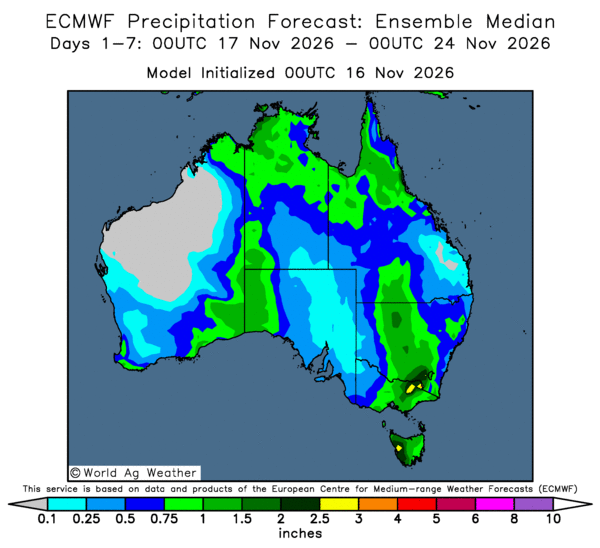 ECMWF Precipitation Forecast: Ensemble Median
Days 1-7: 00UTC 17 Nov 2026 - 00UTC 24 Nov 2026
Model Initialized 00UTC 16 Nov 2026
© World Ag Weather
This service is based on data and products of the European Centre for Medium-range Weather Forecasts (ECMWF)
0.1 0.25 0.5 0.75 1 1.5 2 2.5 3 4 5 6 8 10
inches